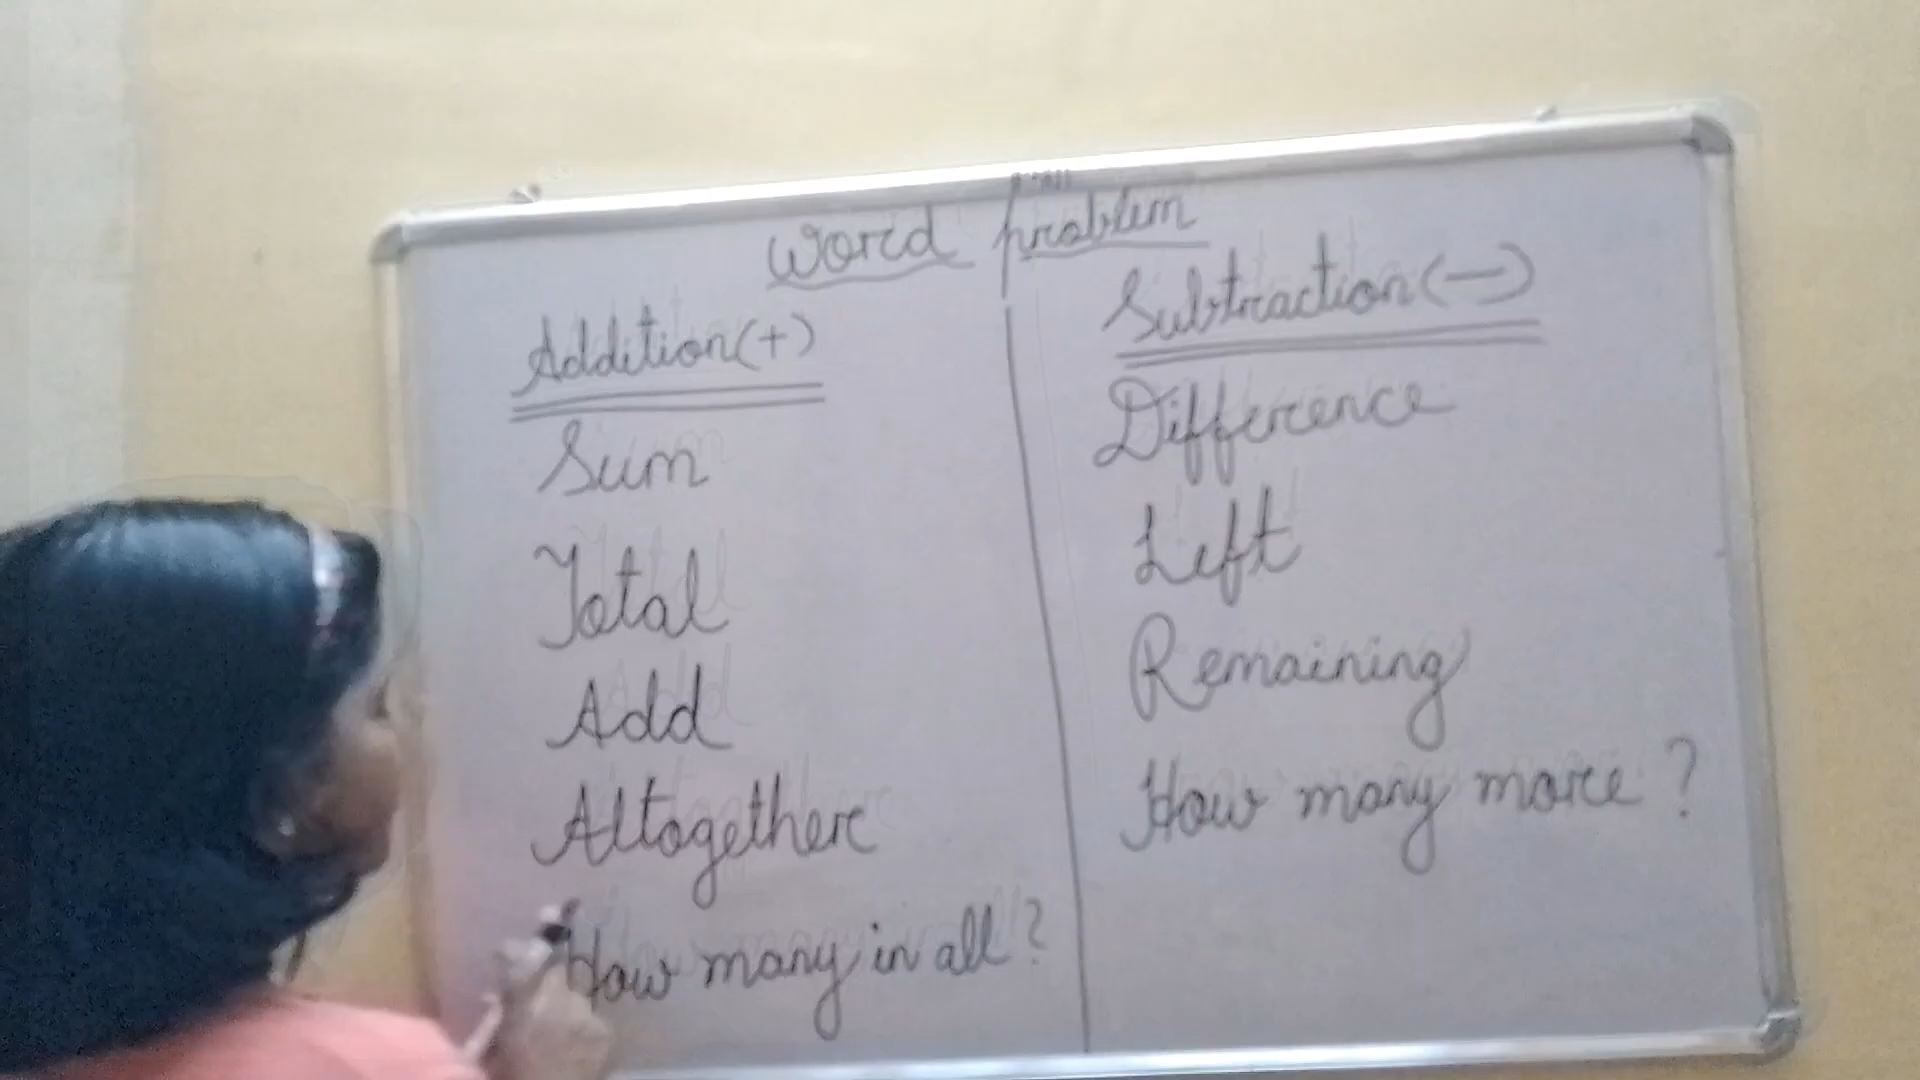 Word problem
Addition(+)
Sum
Total
Add
Altogether
How many in all?
Subtraction(—)
Difference
Left
Remaining
How many more?